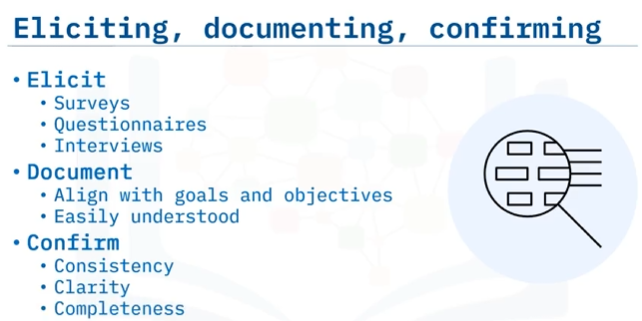 Eliciting, documenting, confirming
• Elicit
• Surveys
• Questionnaires
• Interviews
• Document
• Align with goals and objectives
• Easily understood
• Confirm
• Consistency
• Clarity
• Completeness